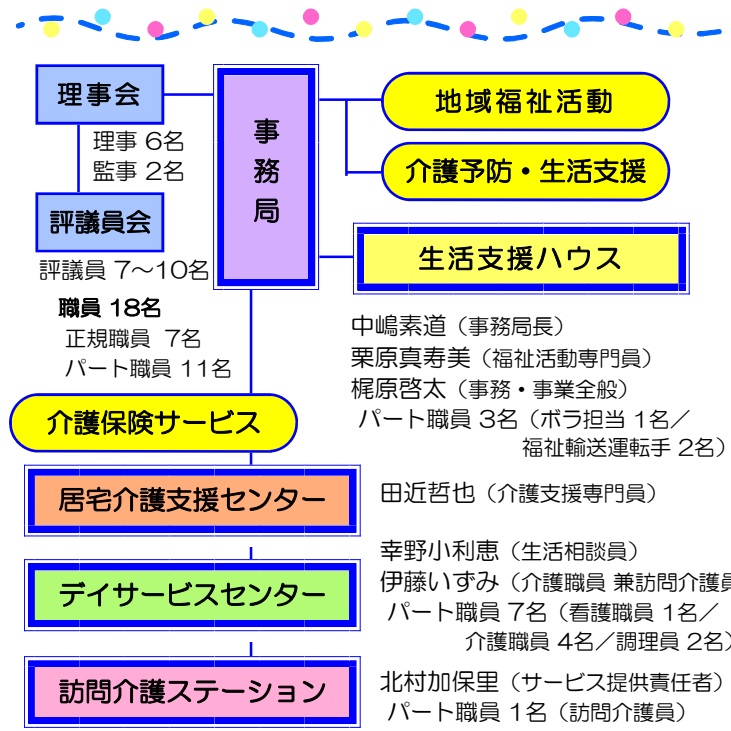 理事会
理事 6名
監事 2名
評議員会
評議員 7～10名
職員 18名
正規職員 7名
パート職員 11名
事務局
地域福祉活動
介護予防・生活支援
生活支援ハウス
中嶋素道（事務局長）
栗原真寿美（福祉活動専門員）
梶原啓太（事務・事業全般）
パート職員 3名（ボラ担当 1名／
福祉輸送運転手 2名）
介護保険サービス
居宅介護支援センター
田近哲也（介護支援専門員）
デイサービスセンター
幸野小利恵（生活相談員）
伊藤いずみ（介護職員 兼訪問介護員
パート職員 7名（看護職員 1名／
介護職員 4名／調理員 2名）
訪問介護ステーション
北村加保里（サービス提供責任者）
パート職員 1名（訪問介護員）